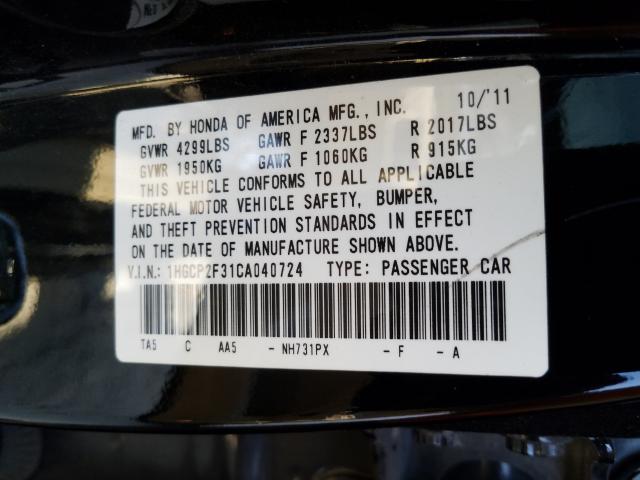 MFD. BY HONDA OF AMERICA MFG., INC. 10/'11
GVWR 4299LBS GAWR F 2337LBS R 2017LBS
GVWR 1950KG GAWR F 1060KG R 915KG
THIS VEHICLE CONFORMS TO ALL APPLICABLE
FEDERAL MOTOR VEHICLE SAFETY, BUMPER,
AND THEFT PREVENTION STANDARDS IN EFFECT
ON THE DATE OF MANUFACTURE SHOWN ABOVE.
V.I.N.: 1HGCP2F31CA040724 TYPE: PASSENGER CAR
TA5 C AA5 - NH731PX - F - A